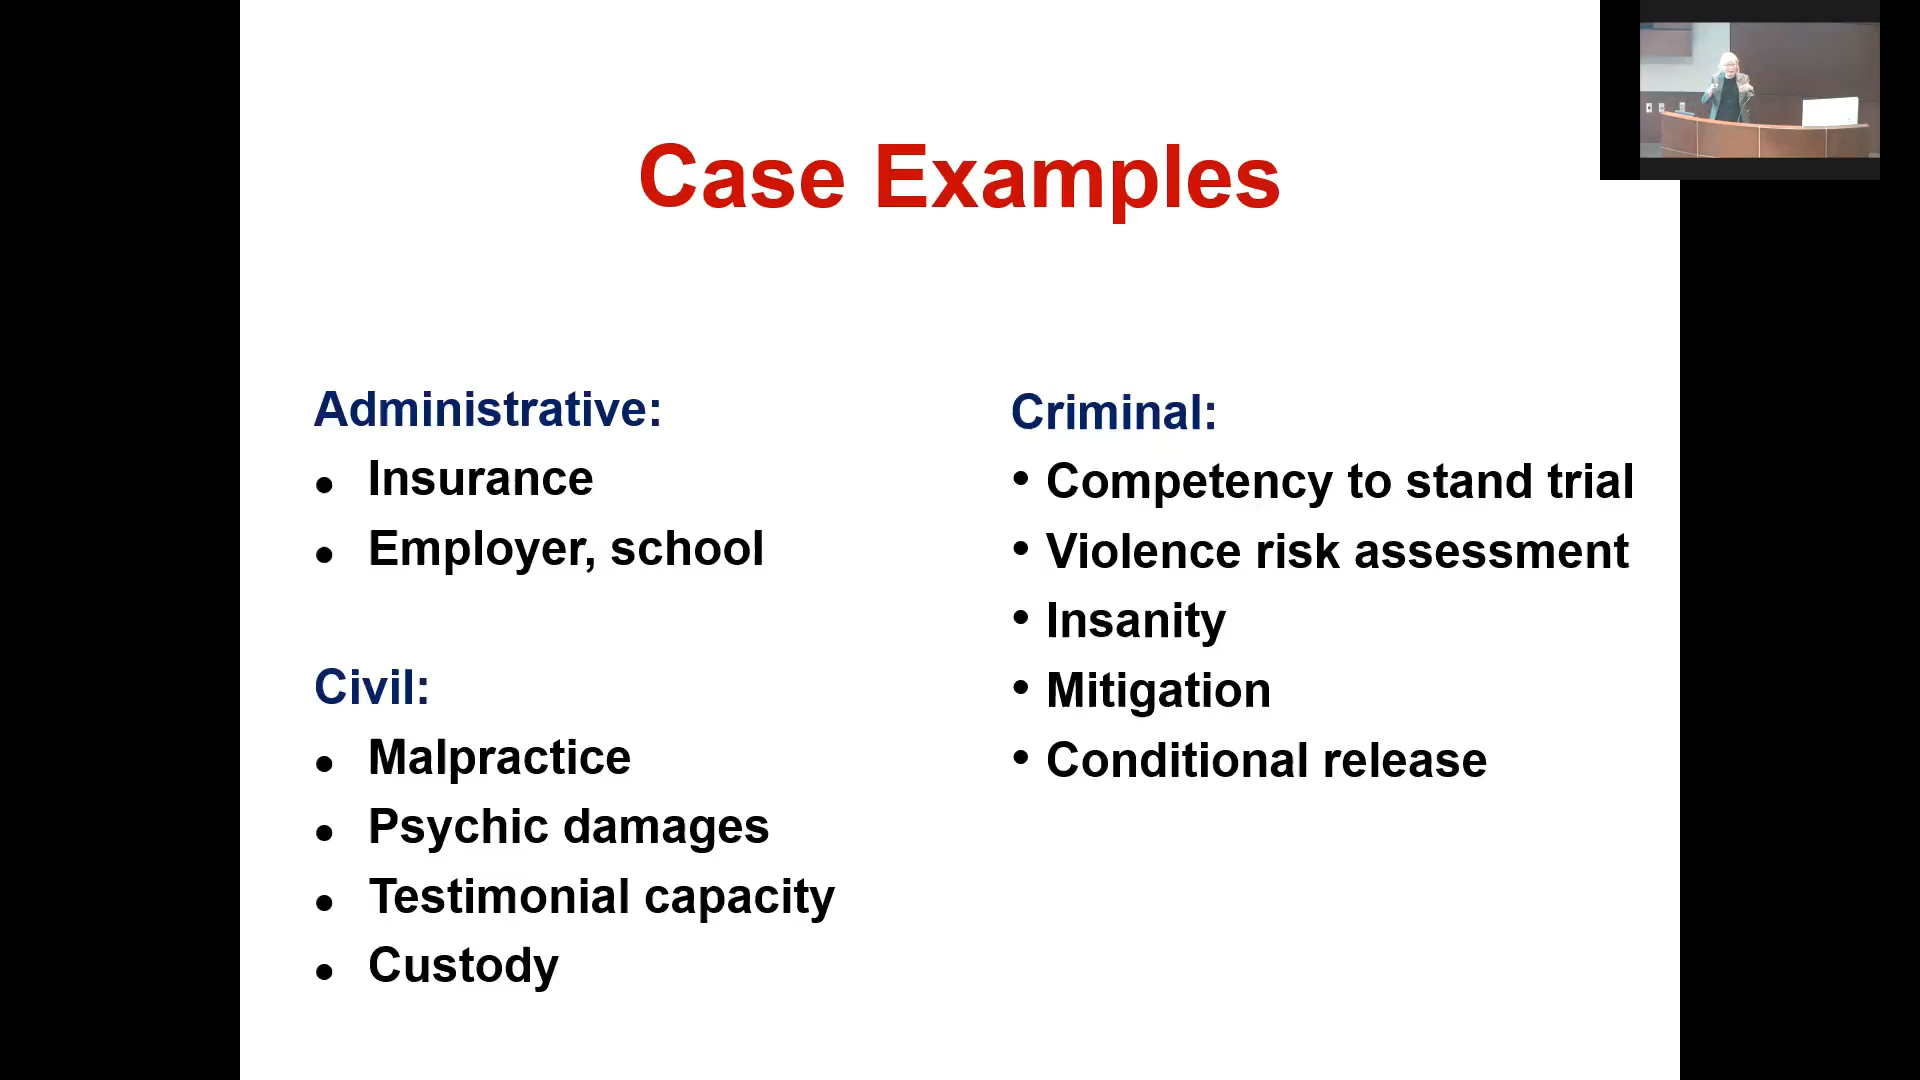 Case Examples
Administrative:
• Insurance
• Employer, school
Civil:
• Malpractice
• Psychic damages
• Testimonial capacity
• Custody
Criminal:
• Competency to stand trial
• Violence risk assessment
• Insanity
• Mitigation
• Conditional release